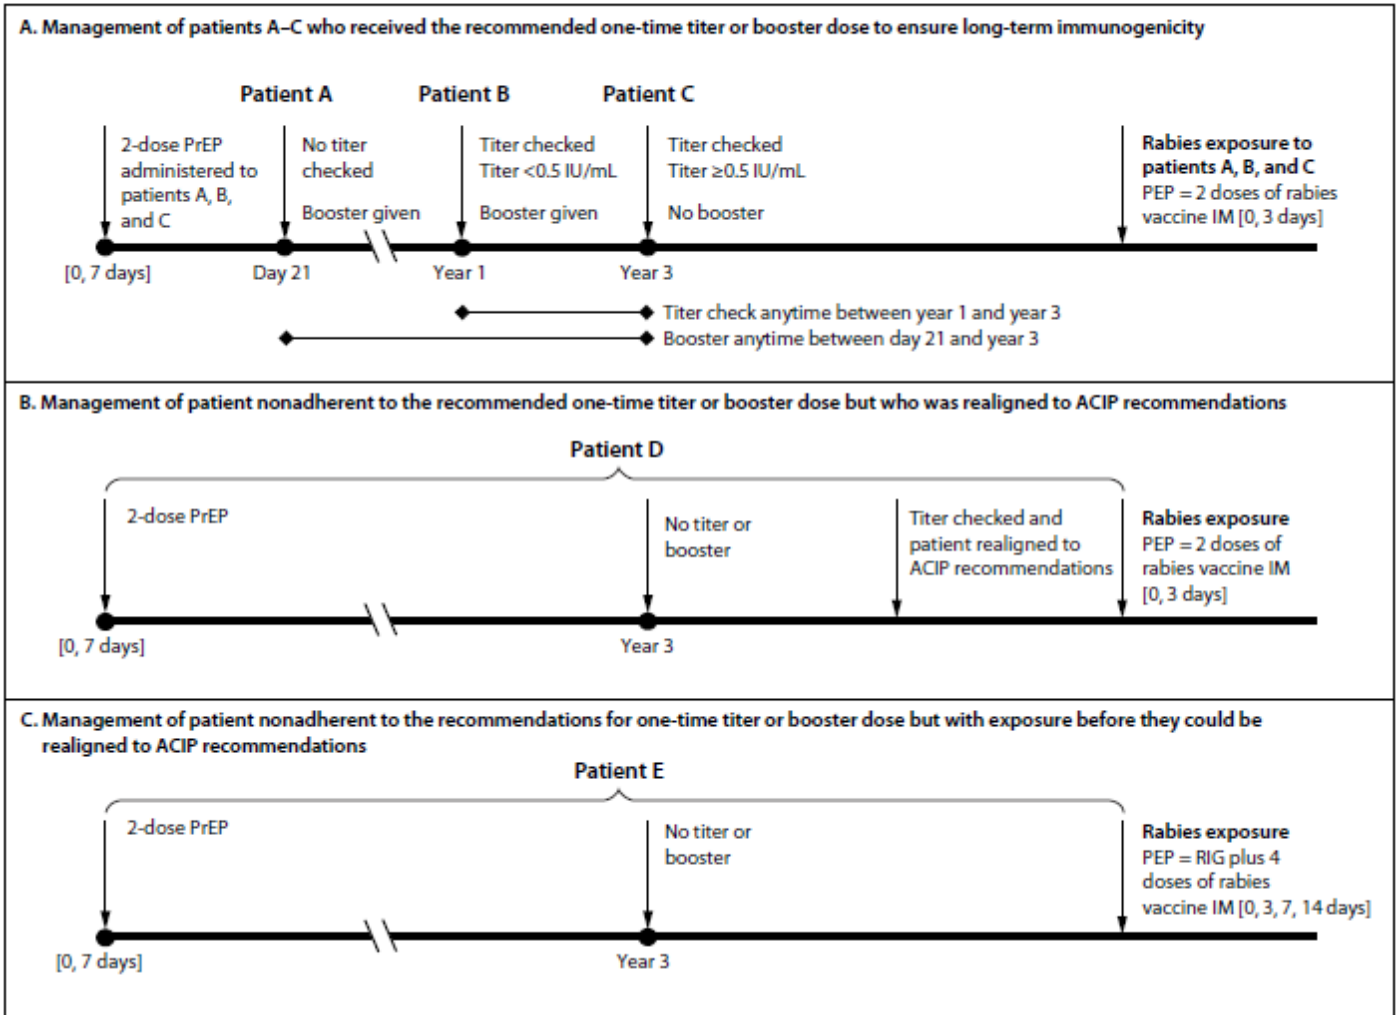 A. Management of patients A–C who received the recommended one-time titer or booster dose to ensure long-term immunogenicity
Patient A
Patient B
Patient C
2-dose PrEP
administered to
patients A, B,
and C
No titer
checked
Booster given
Titer checked
Titer <0.5 IU/mL
Booster given
Titer checked
Titer ≥0.5 IU/mL
No booster
Rabies exposure to
patients A, B, and C
PEP = 2 doses of rabies
vaccine IM [0, 3 days]
[0, 7 days]
Day 21
Year 1
Year 3
Titer check anytime between year 1 and year 3
Booster anytime between day 21 and year 3
B. Management of patient nonadherent to the recommended one-time titer or booster dose but who was realigned to ACIP recommendations
Patient D
2-dose PrEP
No titer or
booster
Titer checked and
patient realigned to
ACIP recommendations
Rabies exposure
PEP = 2 doses of
rabies vaccine IM
[0, 3 days]
[0, 7 days]
Year 3
C. Management of patient nonadherent to the recommendations for one-time titer or booster dose but with exposure before they could be
realigned to ACIP recommendations
Patient E
2-dose PrEP
No titer or
booster
Rabies exposure
PEP = RIG plus 4
doses of rabies
vaccine IM [0, 3, 7, 14 days]
[0, 7 days]
Year 3